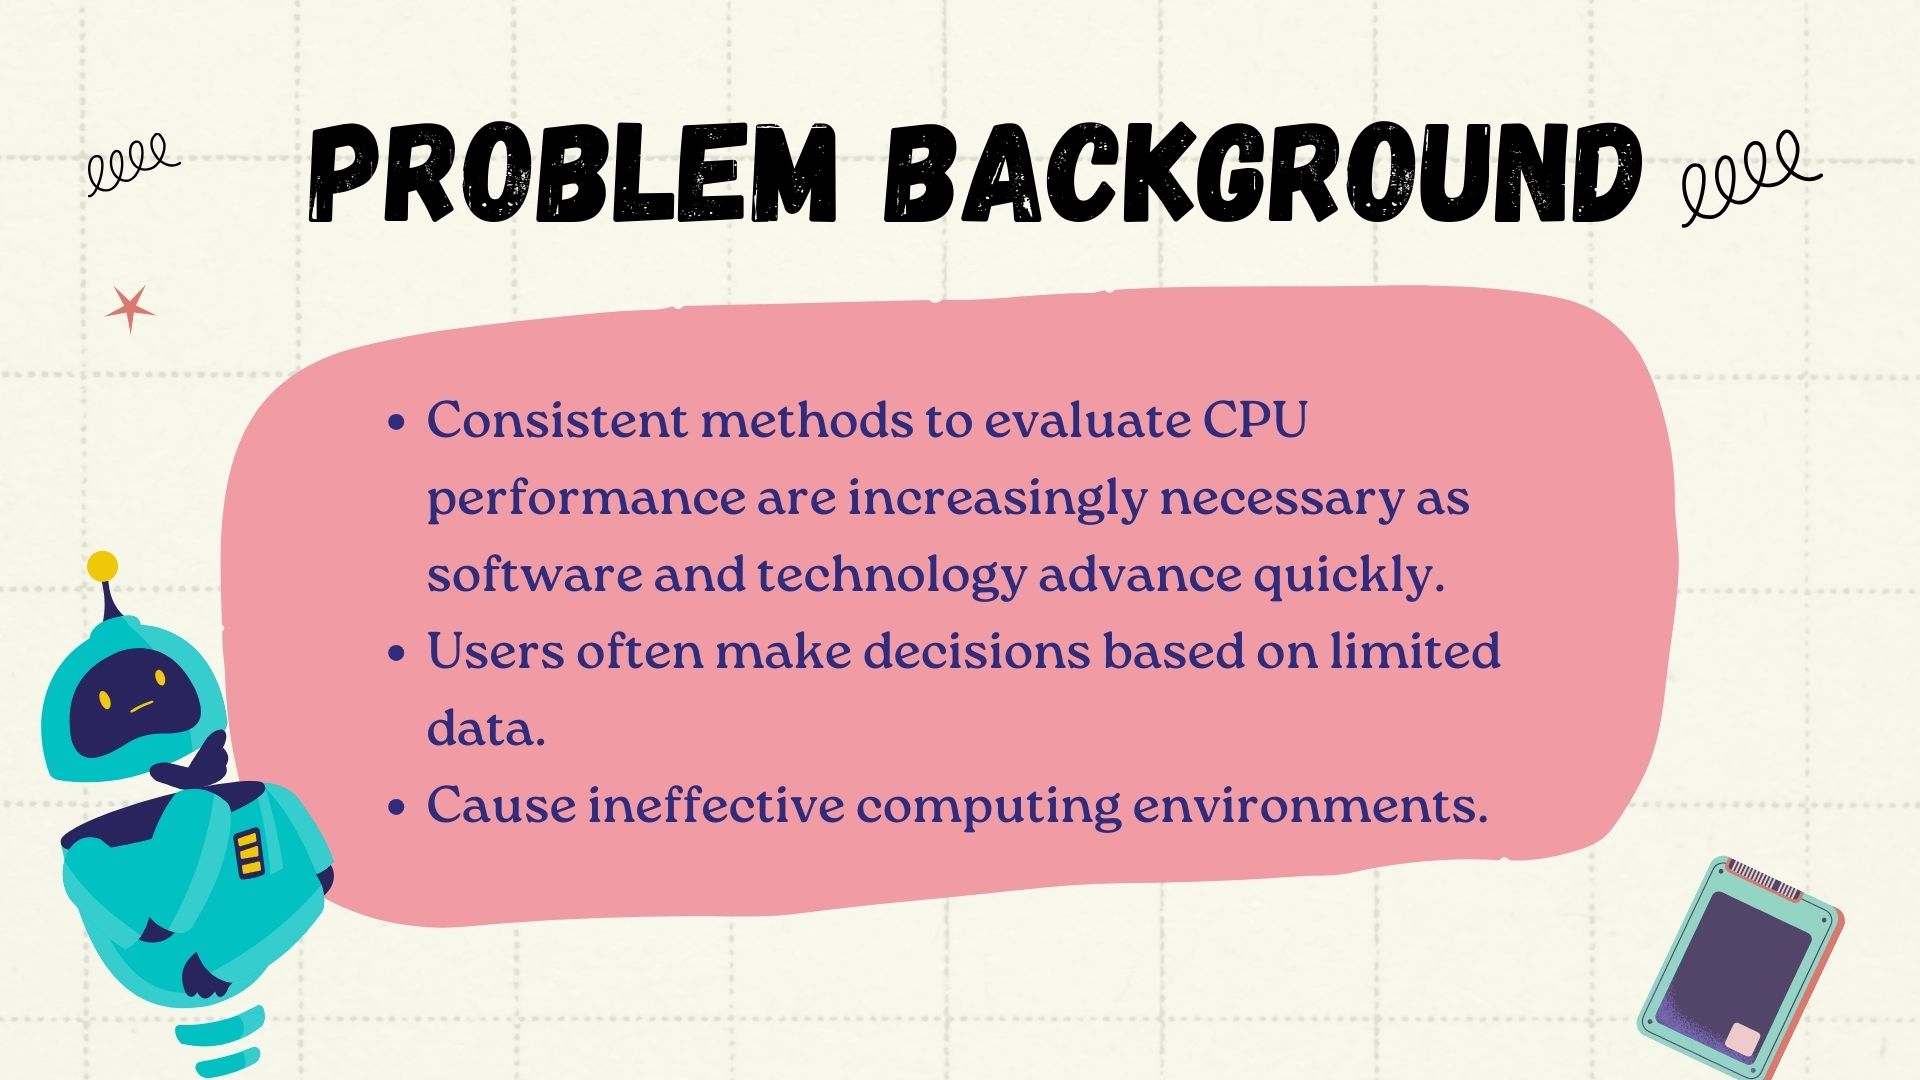 PROBLEM BACKGROUND
• Consistent methods to evaluate CPU
performance are increasingly necessary as
software and technology advance quickly.
• Users often make decisions based on limited
data.
• Cause ineffective computing environments.